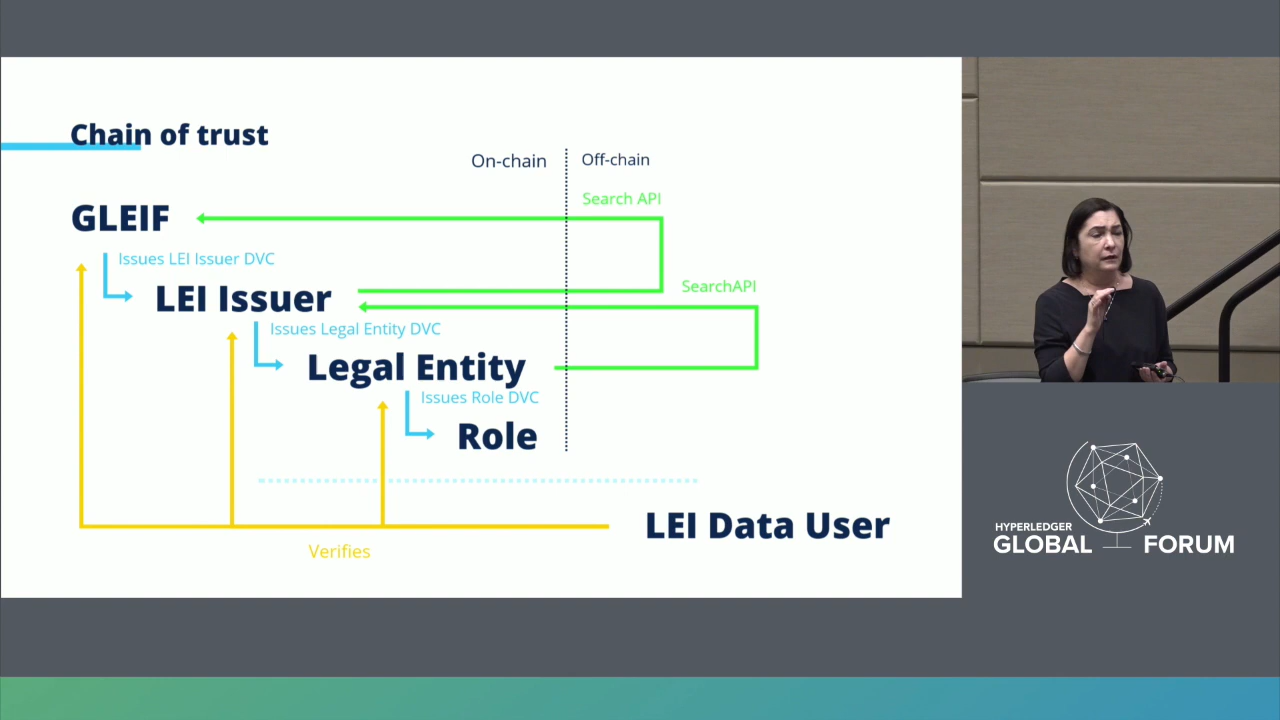 Chain of trust
On-chain
Off-chain
Search API
GLEIF
Issues LEI Issuer DVC
SearchAPI
LEI Issuer
Issues Legal Entity DVC
Legal Entity
Issues Role DVC
Role
LEI Data User
Verifies
HYPERLEDGER
GLOBAL FORUM